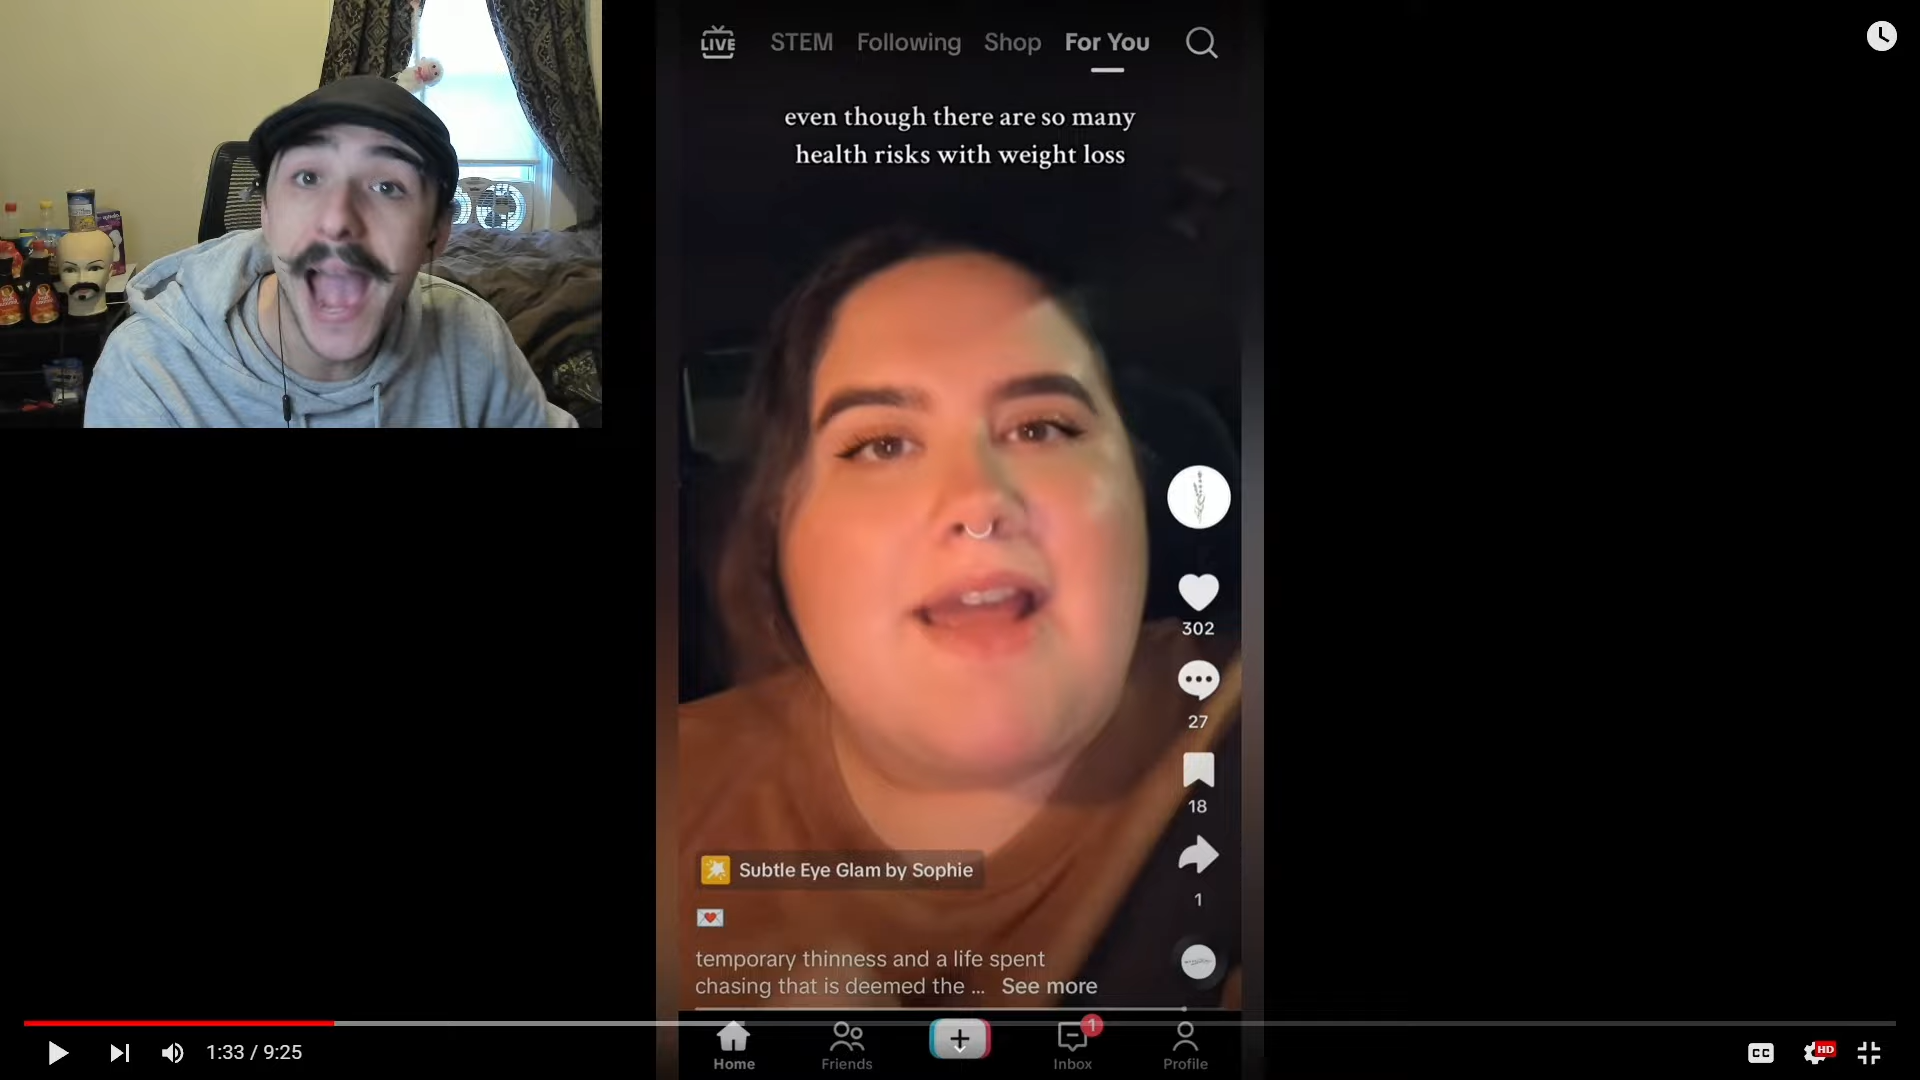 LIVE STEM Following Shop For You
even though there are so many
health risks with weight loss
302
27
18
1
Subtle Eye Glam by Sophie
temporary thinness and a life spent
chasing that is deemed the ... See more
Home Friends Inbox 1 Profile
1:33 / 9:25
CC HD